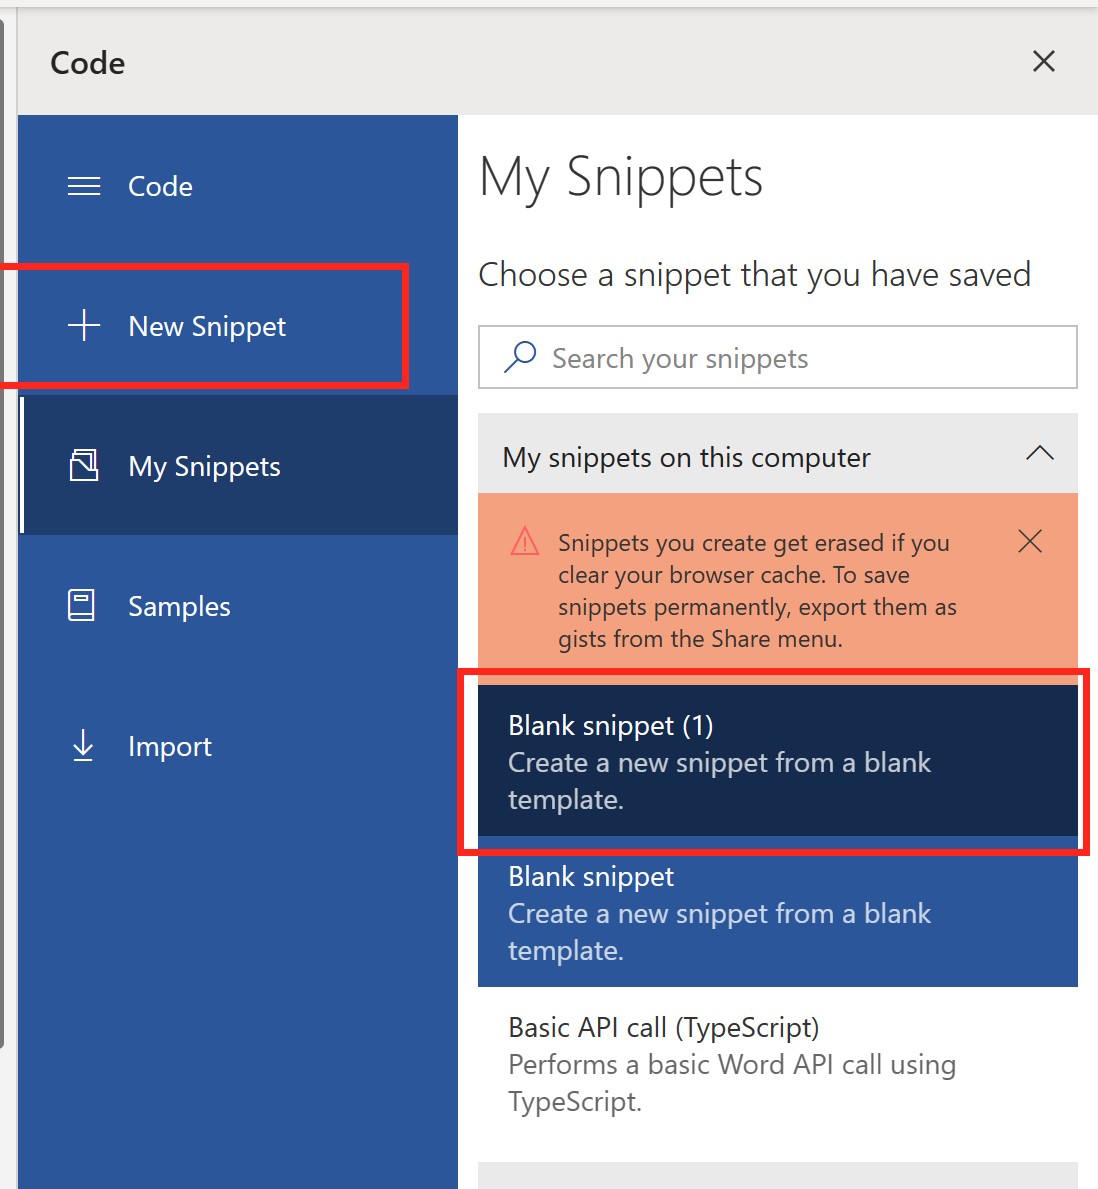 Code
Code
New Snippet
My Snippets
Samples
Import
My Snippets
Choose a snippet that you have saved
Search your snippets
My snippets on this computer
Snippets you create get erased if you
clear your browser cache. To save
snippets permanently, export them as
gists from the Share menu.
Blank snippet (1)
Create a new snippet from a blank
template.
Blank snippet
Create a new snippet from a blank
template.
Basic API call (TypeScript)
Performs a basic Word API call using
TypeScript.